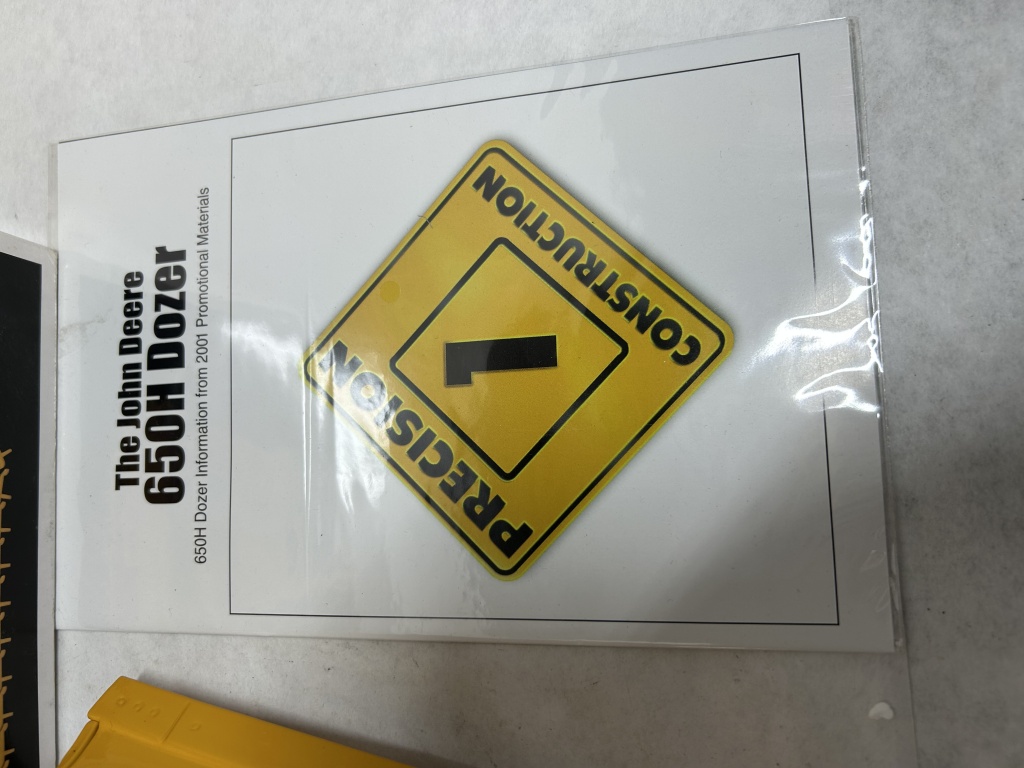 The John Deere
650H Dozer
650H Dozer Information from 2001 Promotional Materials
PRECISION
1
CONSTRUCTION